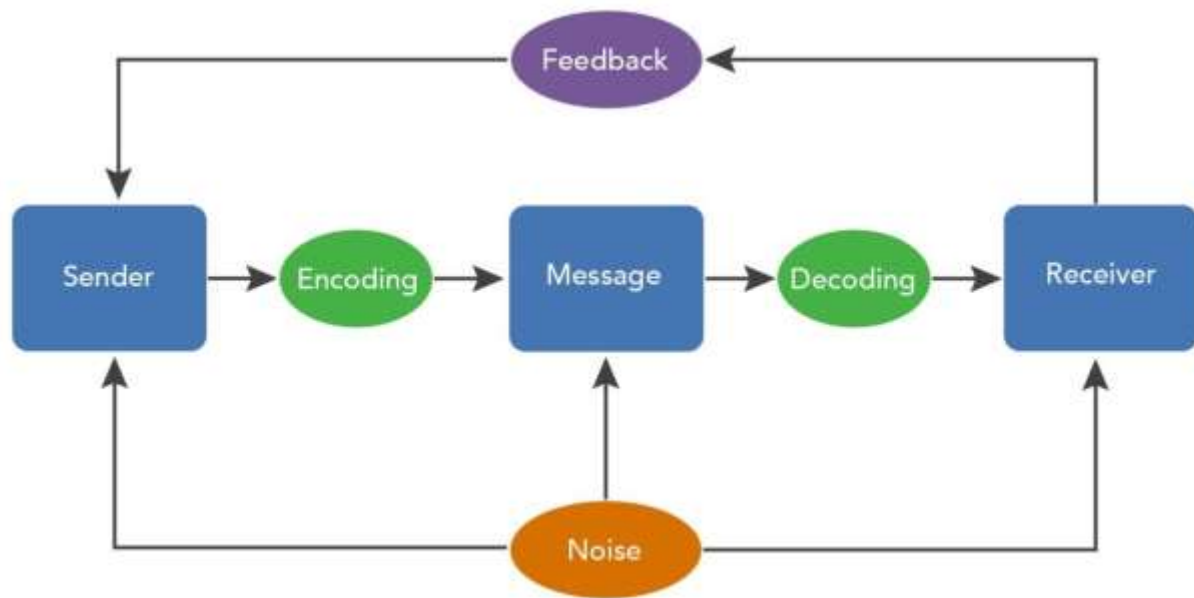 Feedback
Sender
Encoding
Message
Decoding
Receiver
Noise